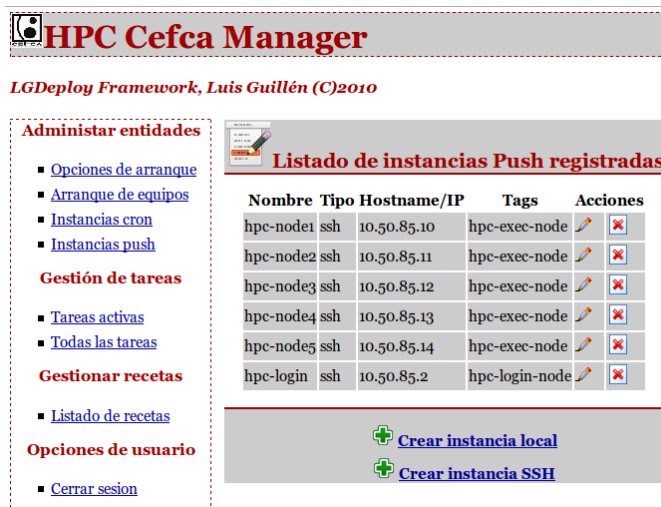 HPC Cefca Manager
LGDeploy Framework, Luis Guillén (C)2010
Administar entidades
Opciones de arranque
Arranque de equipos
Instancias cron
Instancias push
Gestión de tareas
Tareas activas
Todas las tareas
Gestionar recetas
Listado de recetas
Opciones de usuario
Cerrar sesion
Listado de instancias Push registradas
Nombre Tipo Hostname/IP Tags Acciones
hpc-node1 ssh 10.50.85.10 hpc-exec-node
hpc-node2 ssh 10.50.85.11 hpc-exec-node
hpc-node3 ssh 10.50.85.12 hpc-exec-node
hpc-node4 ssh 10.50.85.13 hpc-exec-node
hpc-node5 ssh 10.50.85.14 hpc-exec-node
hpc-login ssh 10.50.85.2 hpc-login-node
Crear instancia local
Crear instancia SSH